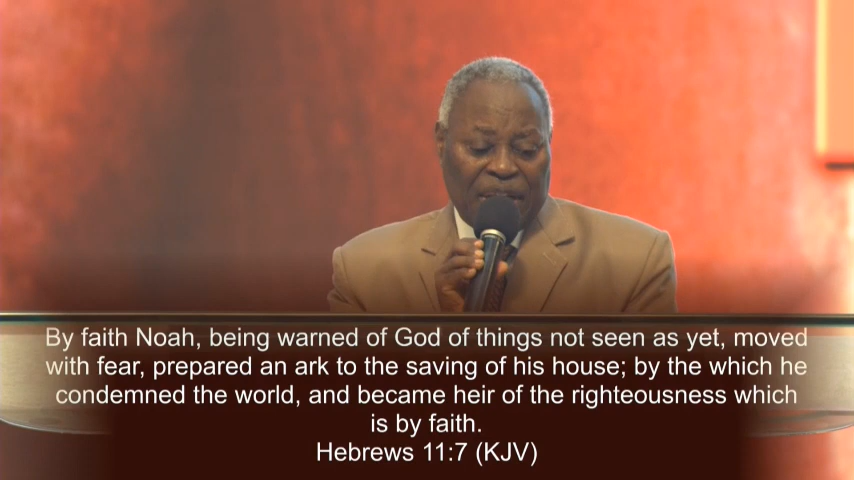 By faith Noah, being warned of God of things not seen as yet, moved
with fear, prepared an ark to the saving of his house; by the which he
condemned the world, and became heir of the righteousness which
is by faith.
Hebrews 11:7 (KJV)